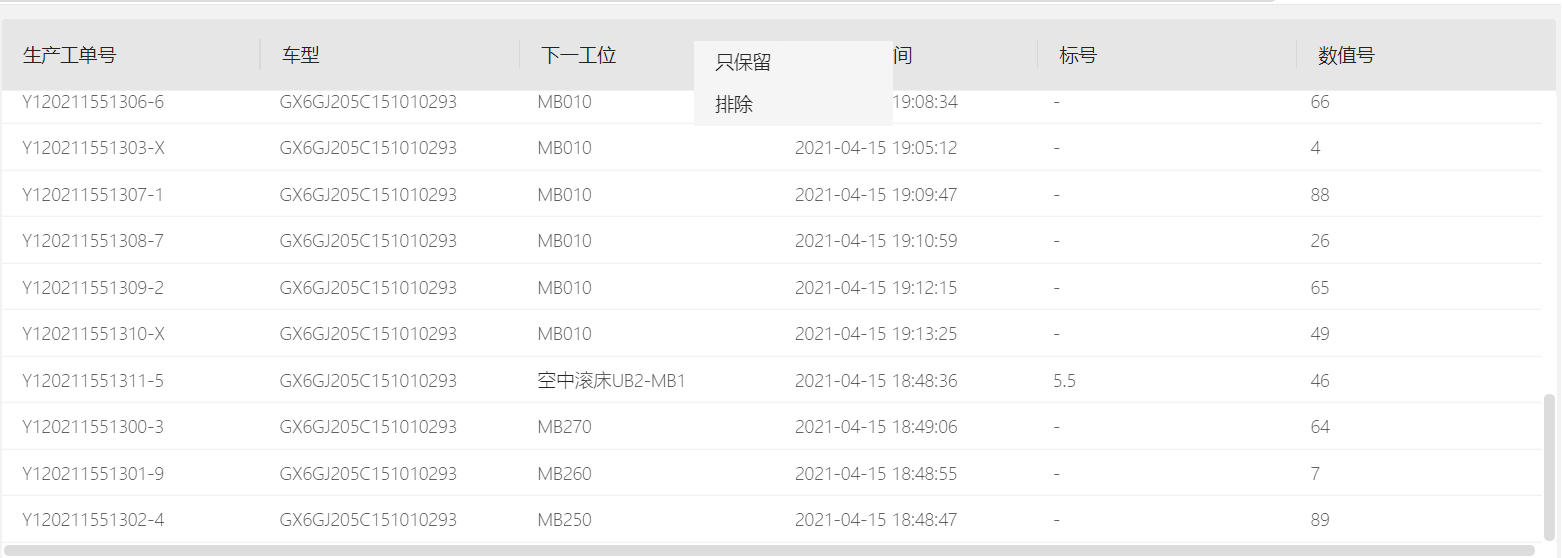 生产工单号 车型 下一工位 间 标号 数值号
只保留
排除
Y120211551306-6 GX6GJ205C151010293 MB010 19:08:34 - 66
Y120211551303-X GX6GJ205C151010293 MB010 2021-04-15 19:05:12 - 4
Y120211551307-1 GX6GJ205C151010293 MB010 2021-04-15 19:09:47 - 88
Y120211551308-7 GX6GJ205C151010293 MB010 2021-04-15 19:10:59 - 26
Y120211551309-2 GX6GJ205C151010293 MB010 2021-04-15 19:12:15 - 65
Y120211551310-X GX6GJ205C151010293 MB010 2021-04-15 19:13:25 - 49
Y120211551311-5 GX6GJ205C151010293 空中滚床UB2-MB1 2021-04-15 18:48:36 5.5 46
Y120211551300-3 GX6GJ205C151010293 MB270 2021-04-15 18:49:06 - 64
Y120211551301-9 GX6GJ205C151010293 MB260 2021-04-15 18:48:55 - 7
Y120211551302-4 GX6GJ205C151010293 MB250 2021-04-15 18:48:47 - 89